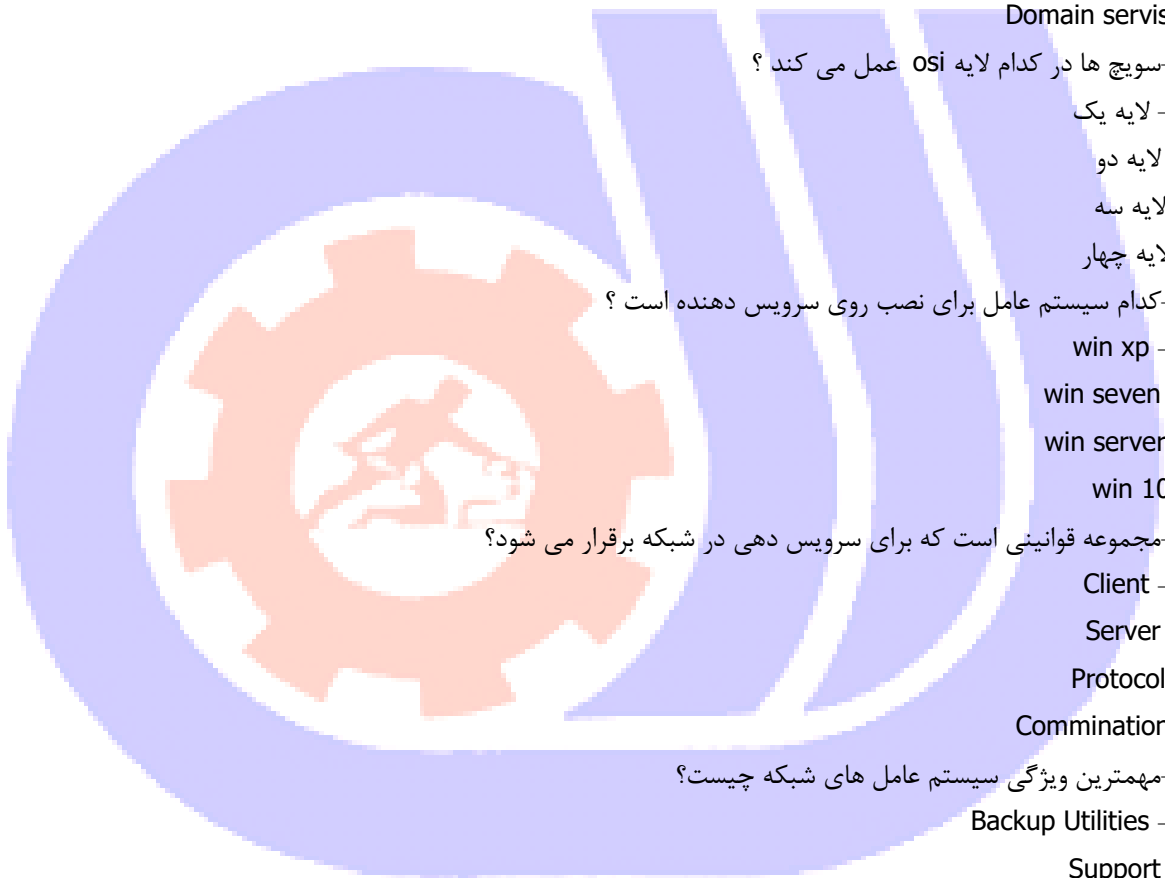 Domain servis
-سویچ ها در کدام لایه osi عمل می کند ؟
- لایه یک
لایه دو
لایه سه
لایه چهار
-کدام سیستم عامل برای نصب روی سرویس دهنده است ؟
- win xp
win seven
win server
win 10
-مجموعه قوانینی است که برای سرویس دهی در شبکه برقرار می شود؟
- Client
Server
Protocol
Commination
-مهمترین ویژگی سیستم عامل های شبکه چیست؟
- Backup Utilities
Support